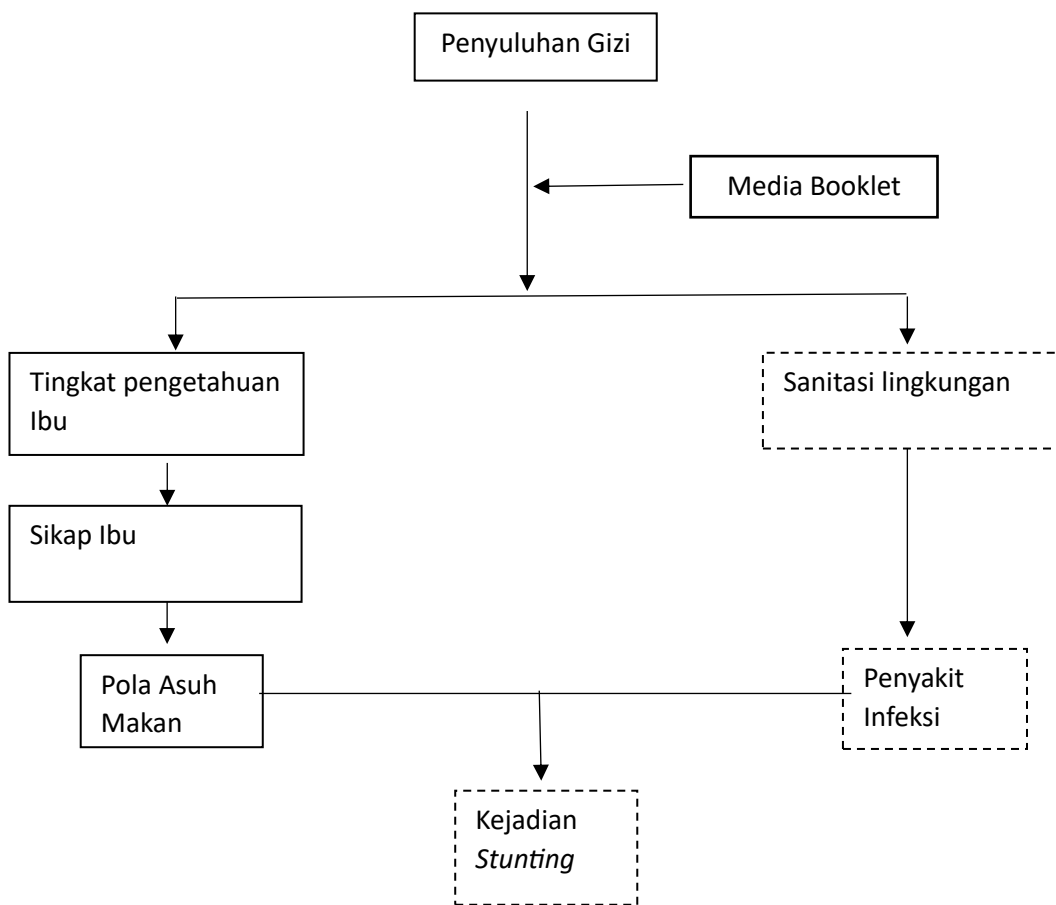 Penyuluhan Gizi
Media Booklet
Tingkat pengetahuan
Ibu
Sanitasi lingkungan
Sikap Ibu
Pola Asuh
Makan
Penyakit
Infeksi
Kejadian
Stunting